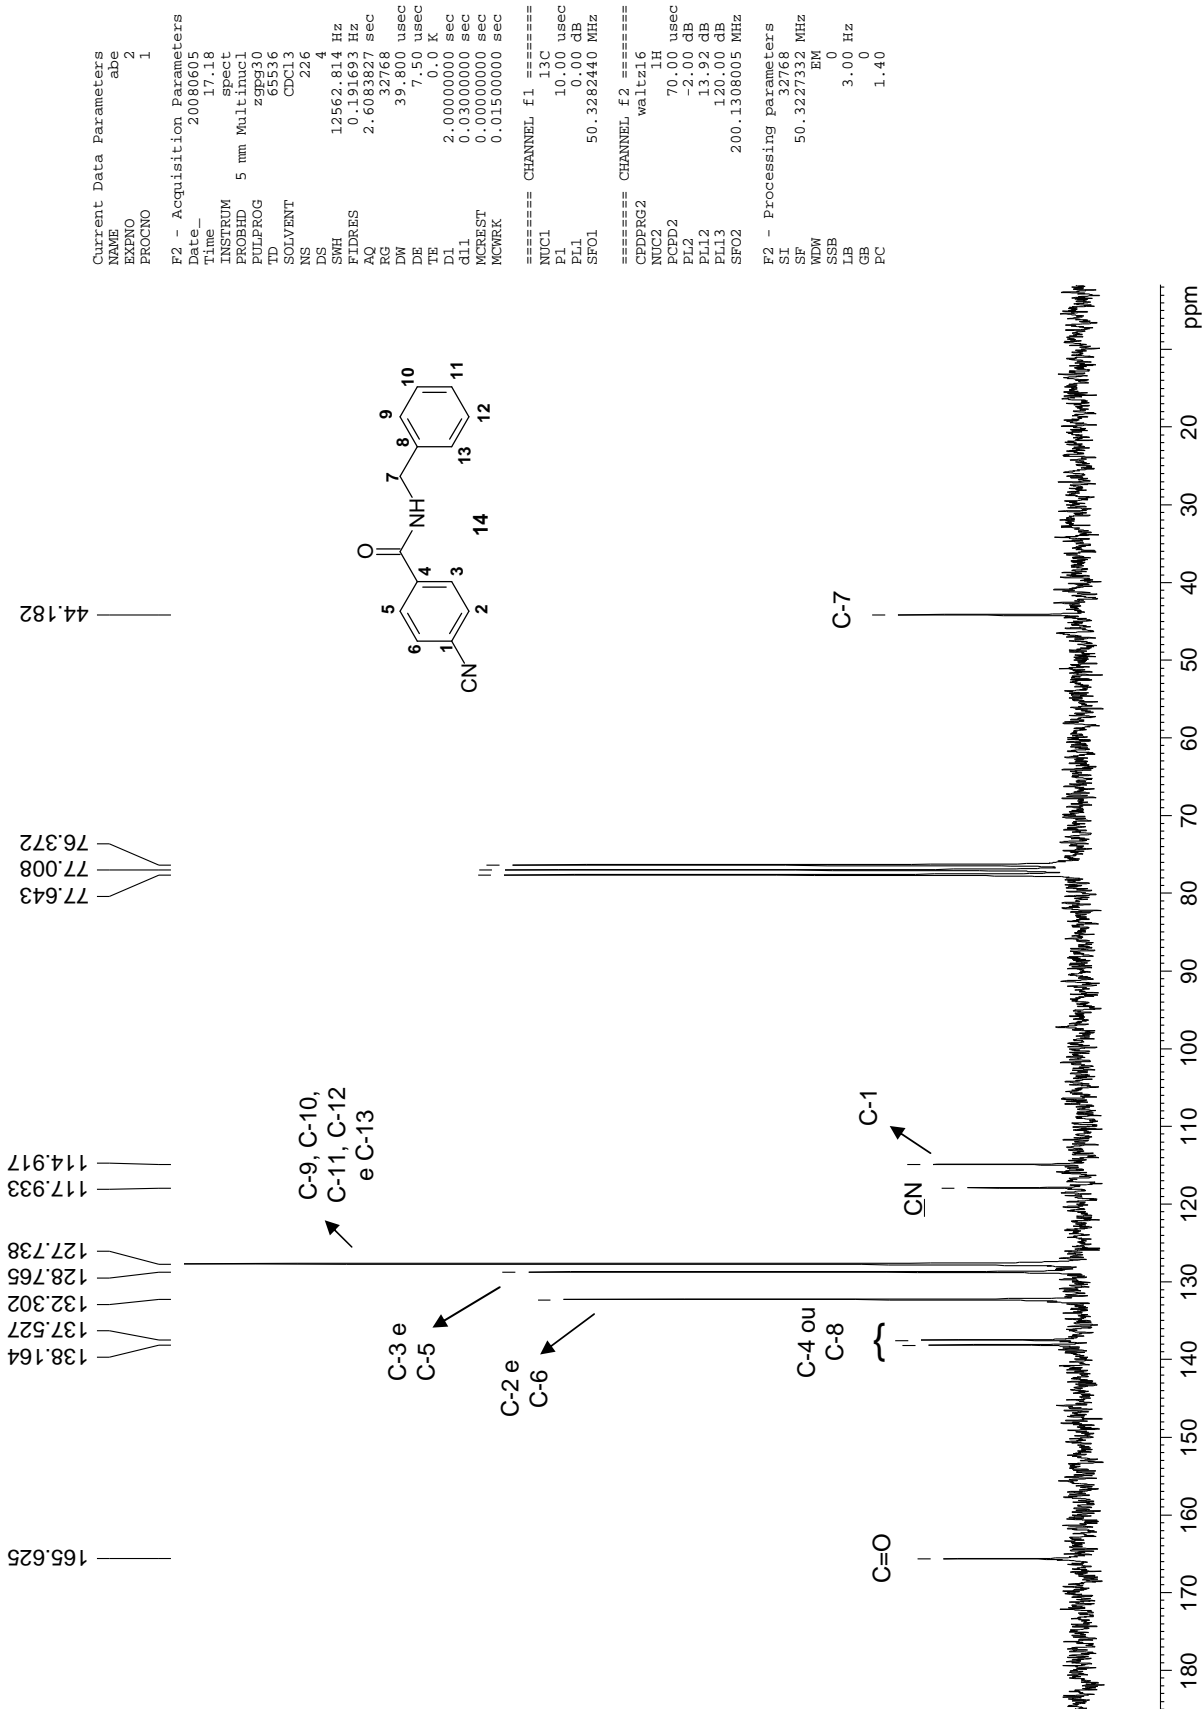 Current Data Parameters
NAME abe
EXPNO 2
PROCNO 1
F2 - Acquisition Parameters
Date_ 20080605
Time 17.18
INSTRUM spect
PROBHD 5 mm Multinucl
PULPROG zgpg30
TD 65536
SOLVENT CDCl3
NS 226
DS 4
SWH 12562.814 Hz
FIDRES 0.191693 Hz
AQ 2.6083827 sec
RG 32768
DW 39.800 usec
DE 7.50 usec
TE 0.0 K
D1 2.00000000 sec
d11 0.03000000 sec
MCREST 0.00000000 sec
MCWRK 0.01500000 sec
======== CHANNEL f1 ========
NUC1 13C
P1 10.00 usec
PL1 0.00 dB
SFO1 50.3282440 MHz
======== CHANNEL f2 ========
CPDPRG2 waltz16
NUC2 1H
PCPD2 70.00 usec
PL2 -2.00 dB
PL12 13.92 dB
PL13 120.00 dB
SFO2 200.1308005 MHz
F2 - Processing parameters
SI 32768
SF 50.3227332 MHz
WDW EM
SSB 0
LB 3.00 Hz
GB 0
PC 1.40
165.625
138.164
137.527
132.302
128.765
127.738
117.933
114.917
77.643
77.008
76.372
44.182
O
NH
CN
1
2
3
4
5
6
7
8
9
10
11
12
13
14
C-9, C-10,
C-11, C-12
e C-13
C-3 e
C-5
C-2 e
C-6
C-4 ou
C-8
{
C=O
CN
C-1
C-7
180 170 160 150 140 130 120 110 100 90 80 70 60 50 40 30 20 ppm